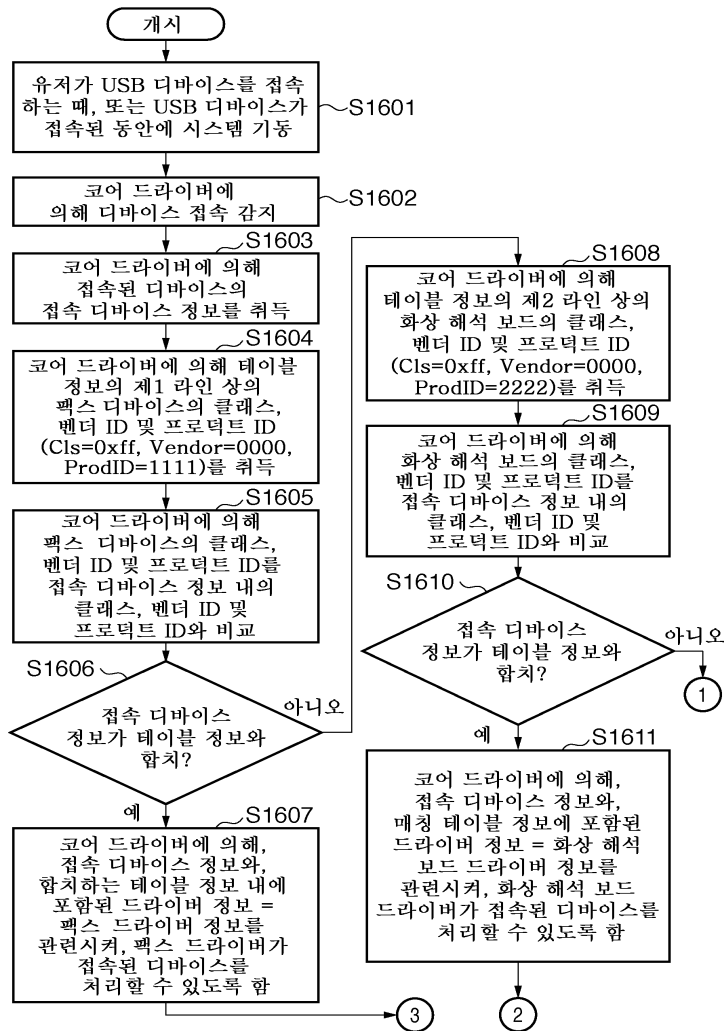 개시
유저가 USB 디바이스를 접속
하는 때, 또는 USB 디바이스가
접속된 동안에 시스템 기동
S1601
코어 드라이버에
의해 디바이스 접속 감지
S1602
S1603
코어 드라이버에 의해
접속된 디바이스의
접속 디바이스 정보를 취득
S1604
코어 드라이버에 의해 테이블
정보의 제1 라인 상의
팩스 디바이스의 클래스,
벤더 ID 및 프로덕트 ID
(Cls=0xff, Vendor=0000,
ProdID=1111)를 취득
S1605
코어 드라이버에 의해
팩스 디바이스의 클래스,
벤더 ID 및 프로덕트 ID를
접속 디바이스 정보 내의
클래스, 벤더 ID 및
프로덕트 ID와 비교
S1606
접속 디바이스
정보가 테이블 정보와
합치?
아니오
예
S1607
코어 드라이버에 의해,
접속 디바이스 정보와,
합치하는 테이블 정보 내에
포함된 드라이버 정보 =
팩스 드라이버 정보를
관련시켜, 팩스 드라이버가
접속된 디바이스를
처리할 수 있도록 함
3
S1608
코어 드라이버에 의해
테이블 정보의 제2 라인 상의
화상 해석 보드의 클래스,
벤더 ID 및 프로덕트 ID
(Cls=0xff, Vendor=0000,
ProdID=2222)를 취득
S1609
코어 드라이버에 의해
화상 해석 보드의 클래스,
벤더 ID 및 프로덕트 ID를
접속 디바이스 정보 내의
클래스, 벤더 ID 및
프로덕트 ID와 비교
S1610
접속 디바이스
정보가 테이블 정보와
합치?
아니오
1
예
S1611
코어 드라이버에 의해,
접속 디바이스 정보와,
매칭 테이블 정보에 포함된
드라이버 정보 = 화상 해석
보드 드라이버 정보를
관련시켜, 화상 해석 보드
드라이버가 접속된 디바이스를
처리할 수 있도록 함
2